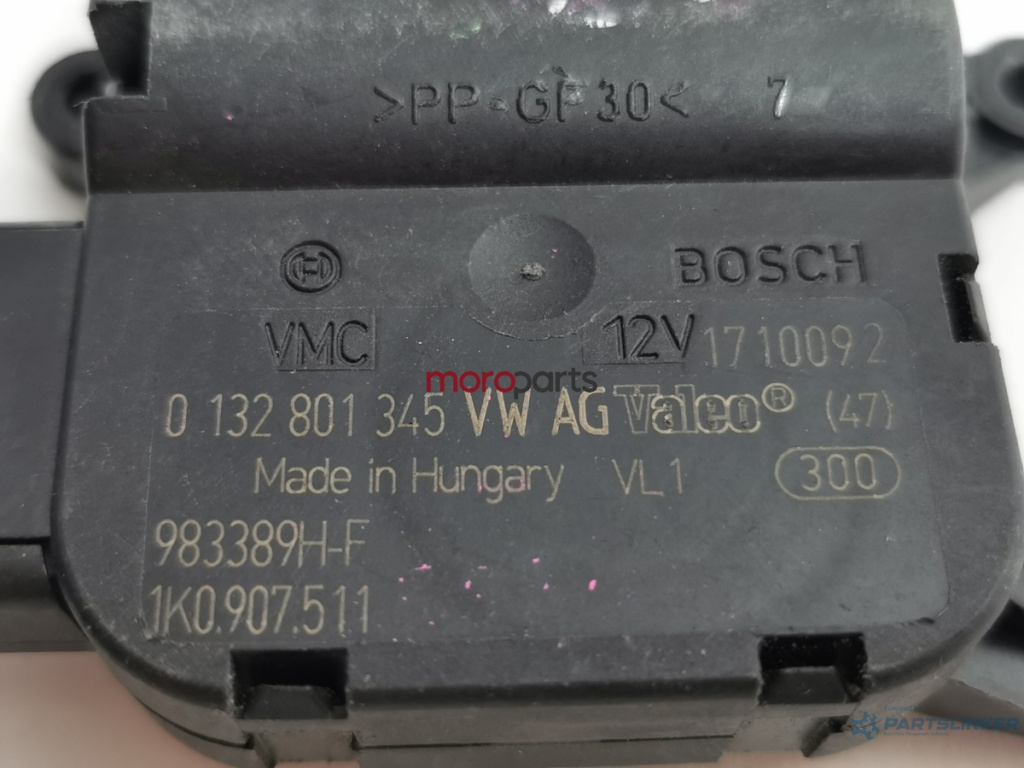 >PP-GF30< 7
BOSCH
VMC 12V 1710092
moroparts
0 132 801 345 VW AG Valeo® (47)
Made in Hungary VL1 300
983389H-F
1K0.907.511
PARTSLINKER